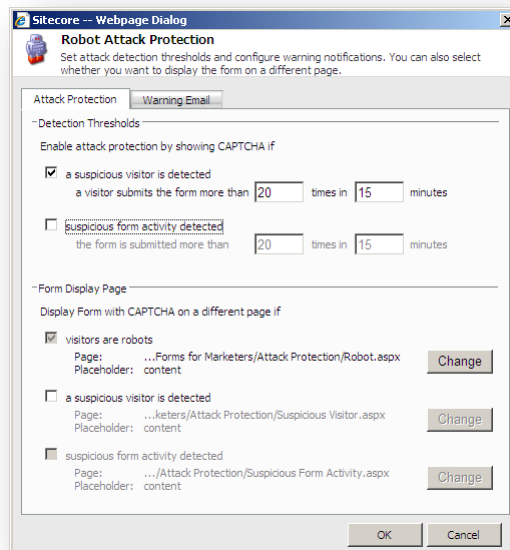 Sitecore -- Webpage Dialog
Robot Attack Protection
Set attack detection thresholds and configure warning notifications. You can also select
whether you want to display the form on a different page.
Attack Protection Warning Email
Detection Thresholds
Enable attack protection by showing CAPTCHA if
a suspicious visitor is detected
a visitor submits the form more than 20 times in 15 minutes
suspicious form activity detected
the form is submitted more than 20 times in 15 minutes
Form Display Page
Display Form with CAPTCHA on a different page if
visitors are robots
Page: ...Forms for Marketers/Attack Protection/Robot.aspx
Placeholder: content
Change
a suspicious visitor is detected
Page: ...keters/Attack Protection/Suspicious Visitor.aspx
Placeholder: content
Change
suspicious form activity detected
Page: .../Attack Protection/Suspicious Form Activity.aspx
Placeholder: content
Change
OK Cancel